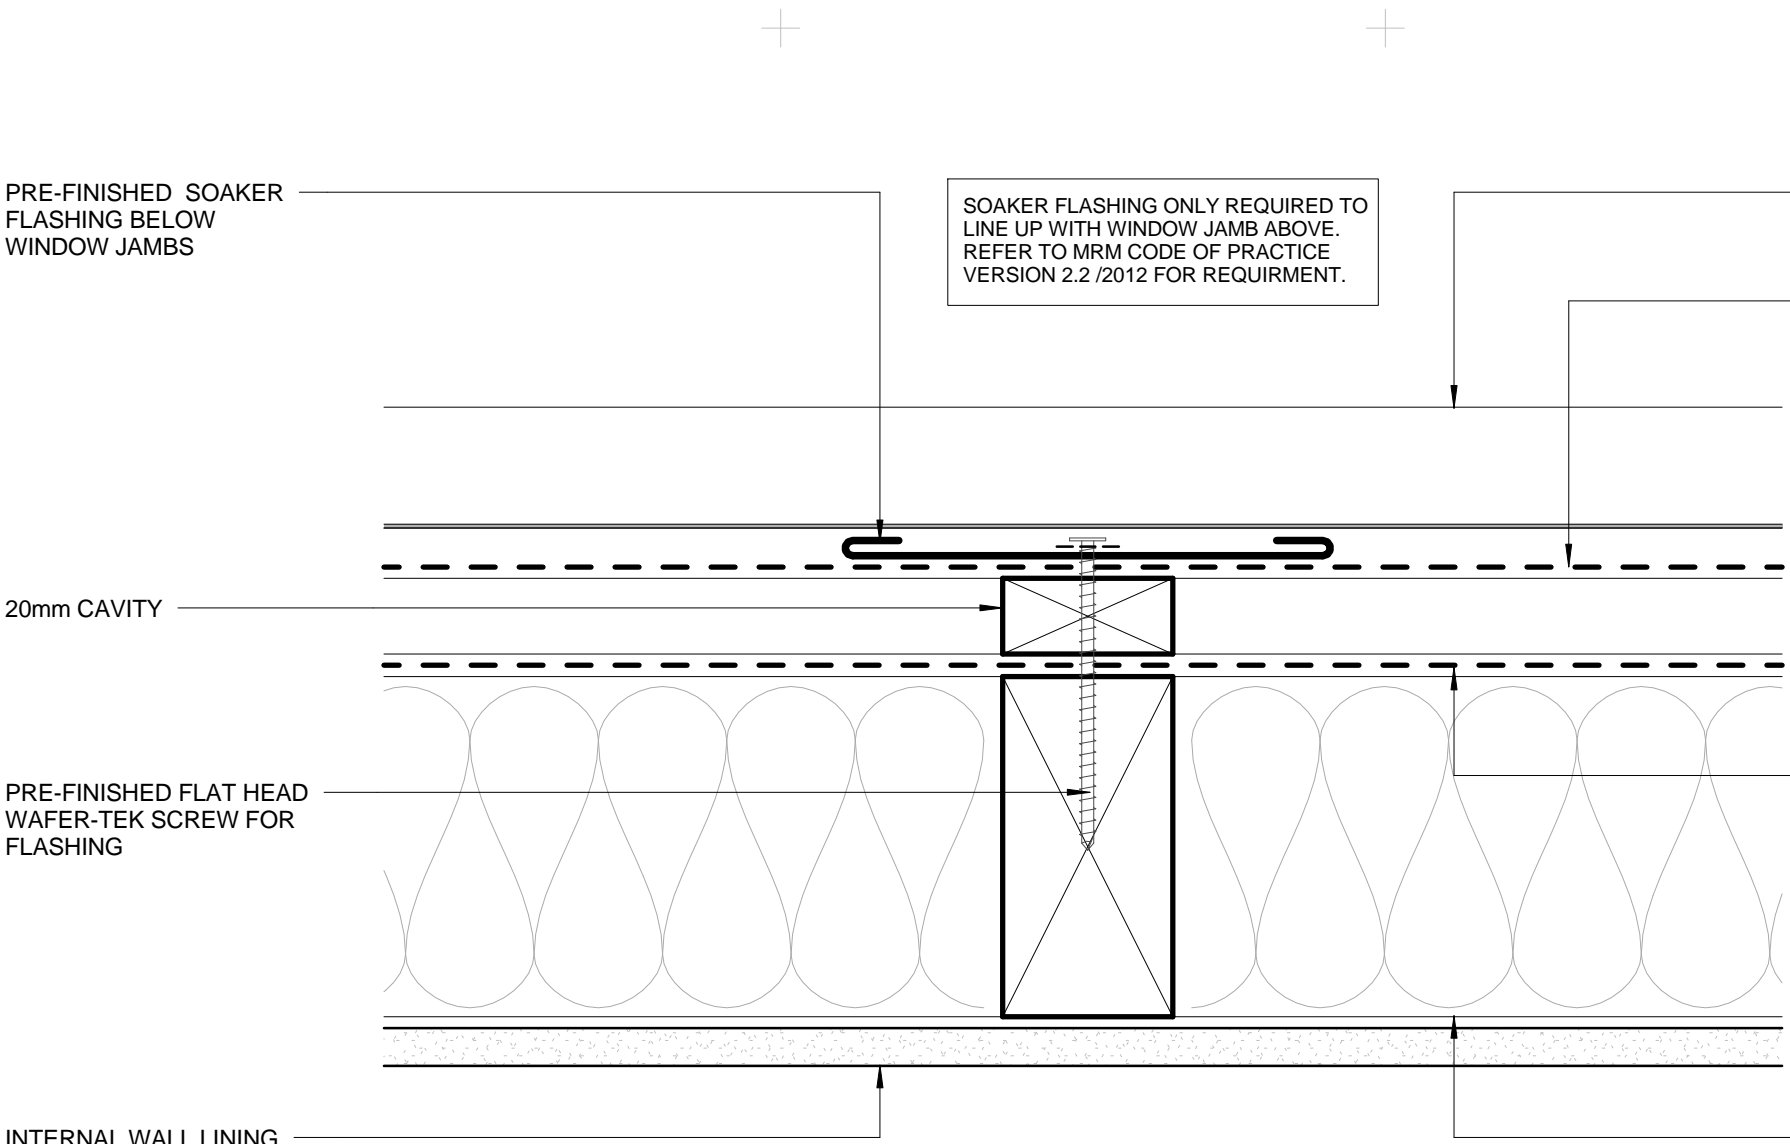 PRE-FINISHED SOAKER
FLASHING BELOW
WINDOW JAMBS
SOAKER FLASHING ONLY REQUIRED TO
LINE UP WITH WINDOW JAMB ABOVE.
REFER TO MRM CODE OF PRACTICE
VERSION 2.2 /2012 FOR REQUIRMENT.
20mm CAVITY
PRE-FINISHED FLAT HEAD
WAFER-TEK SCREW FOR
FLASHING
INTERNAL WALL LINING